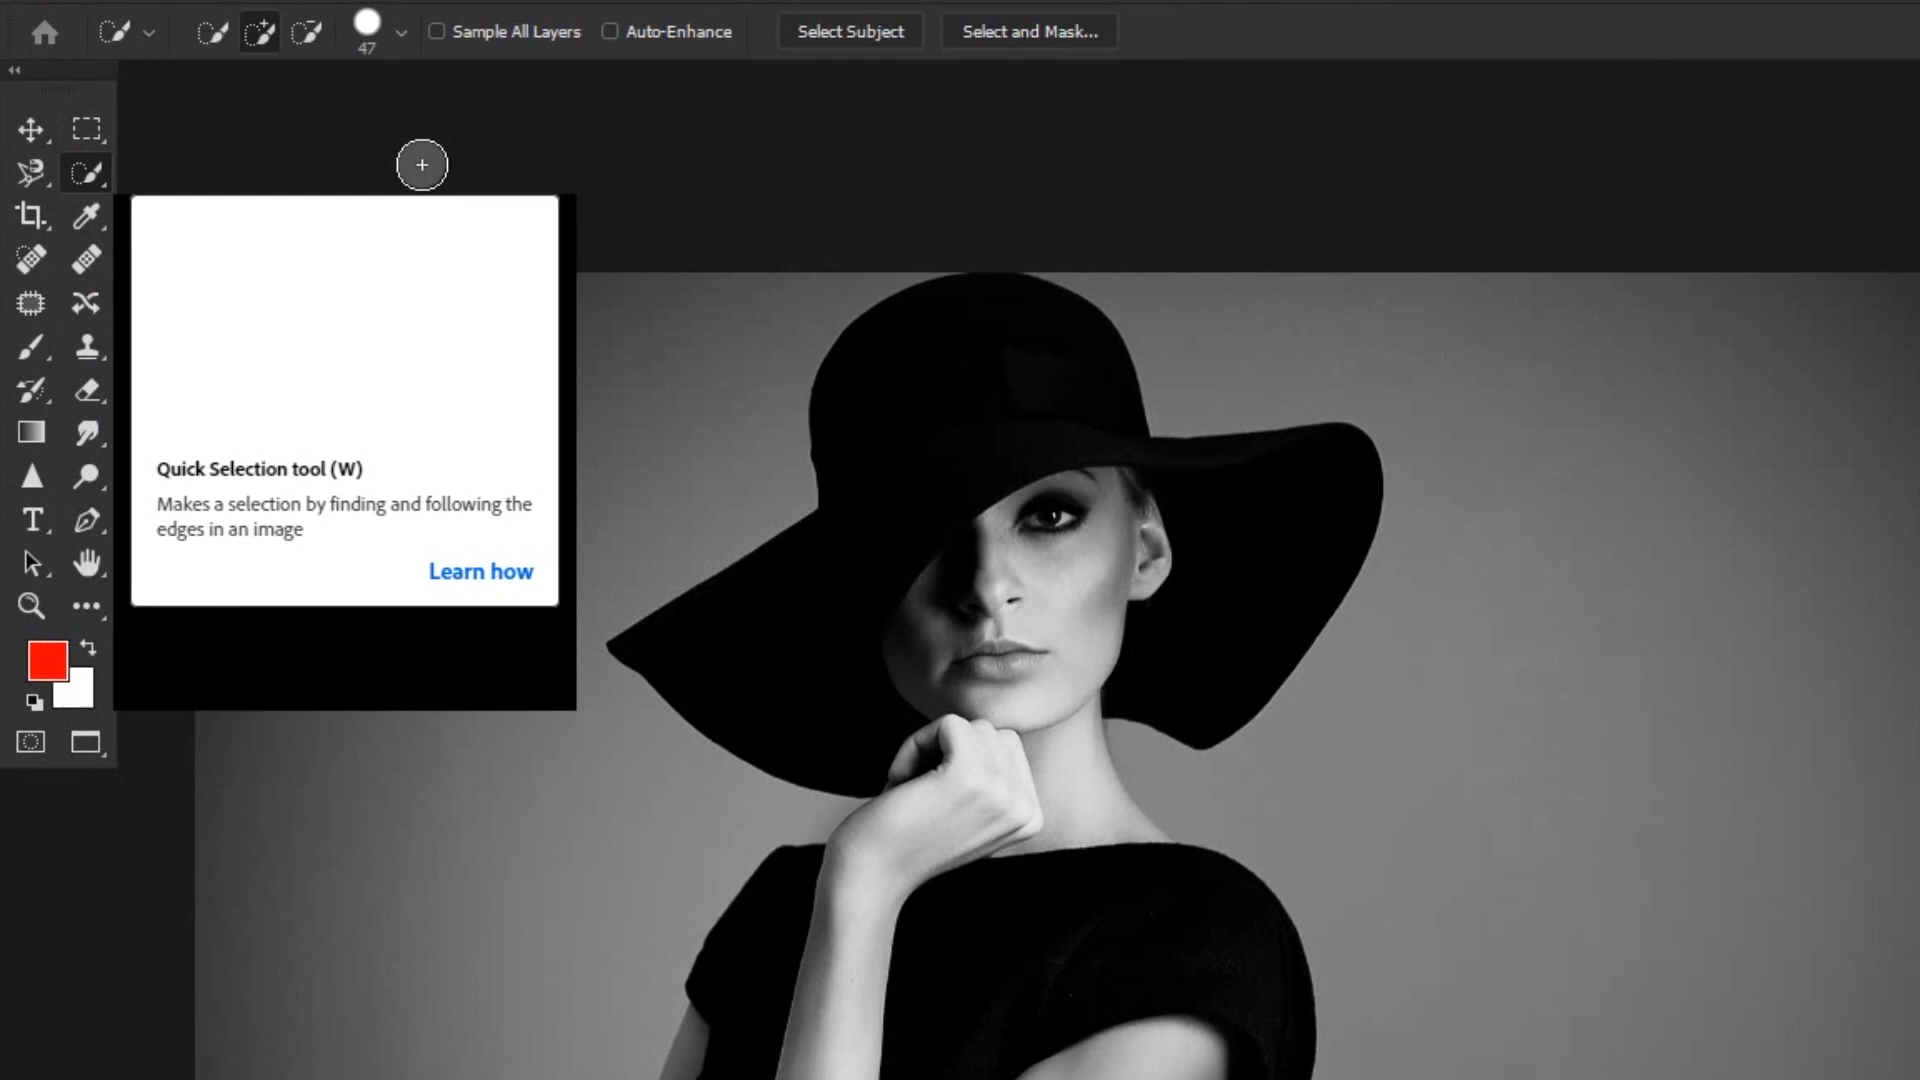 47
Sample All Layers
Auto-Enhance
Select Subject
Select and Mask...
Quick Selection tool (W)
Makes a selection by finding and following the
edges in an image
Learn how